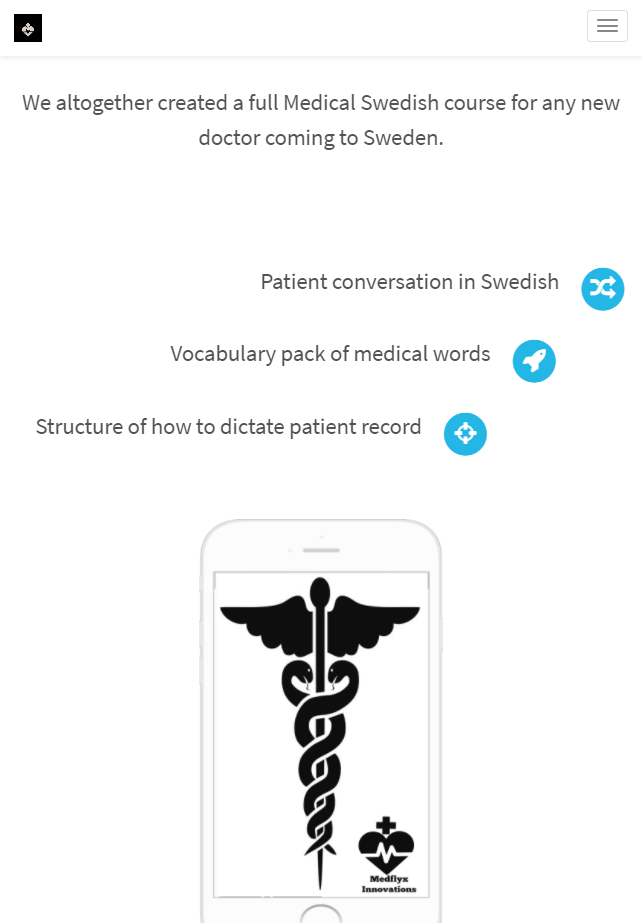 We altogether created a full Medical Swedish course for any new
doctor coming to Sweden.
Patient conversation in Swedish
Vocabulary pack of medical words
Structure of how to dictate patient record
Medflyx
Innovations